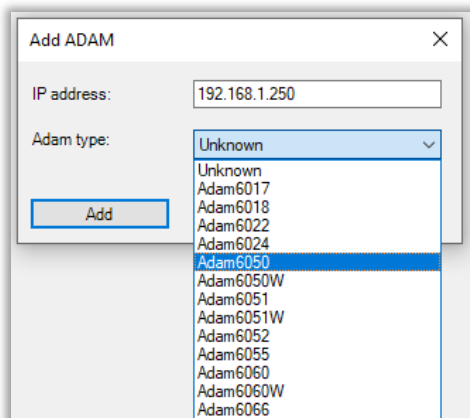 Add ADAM
IP address: 192.168.1.250
Adam type: Unknown
Unknown
Adam6017
Adam6018
Adam6022
Adam6024
Adam6050
Adam6050W
Adam6051
Adam6051W
Adam6052
Adam6055
Adam6060
Adam6060W
Adam6066
Add